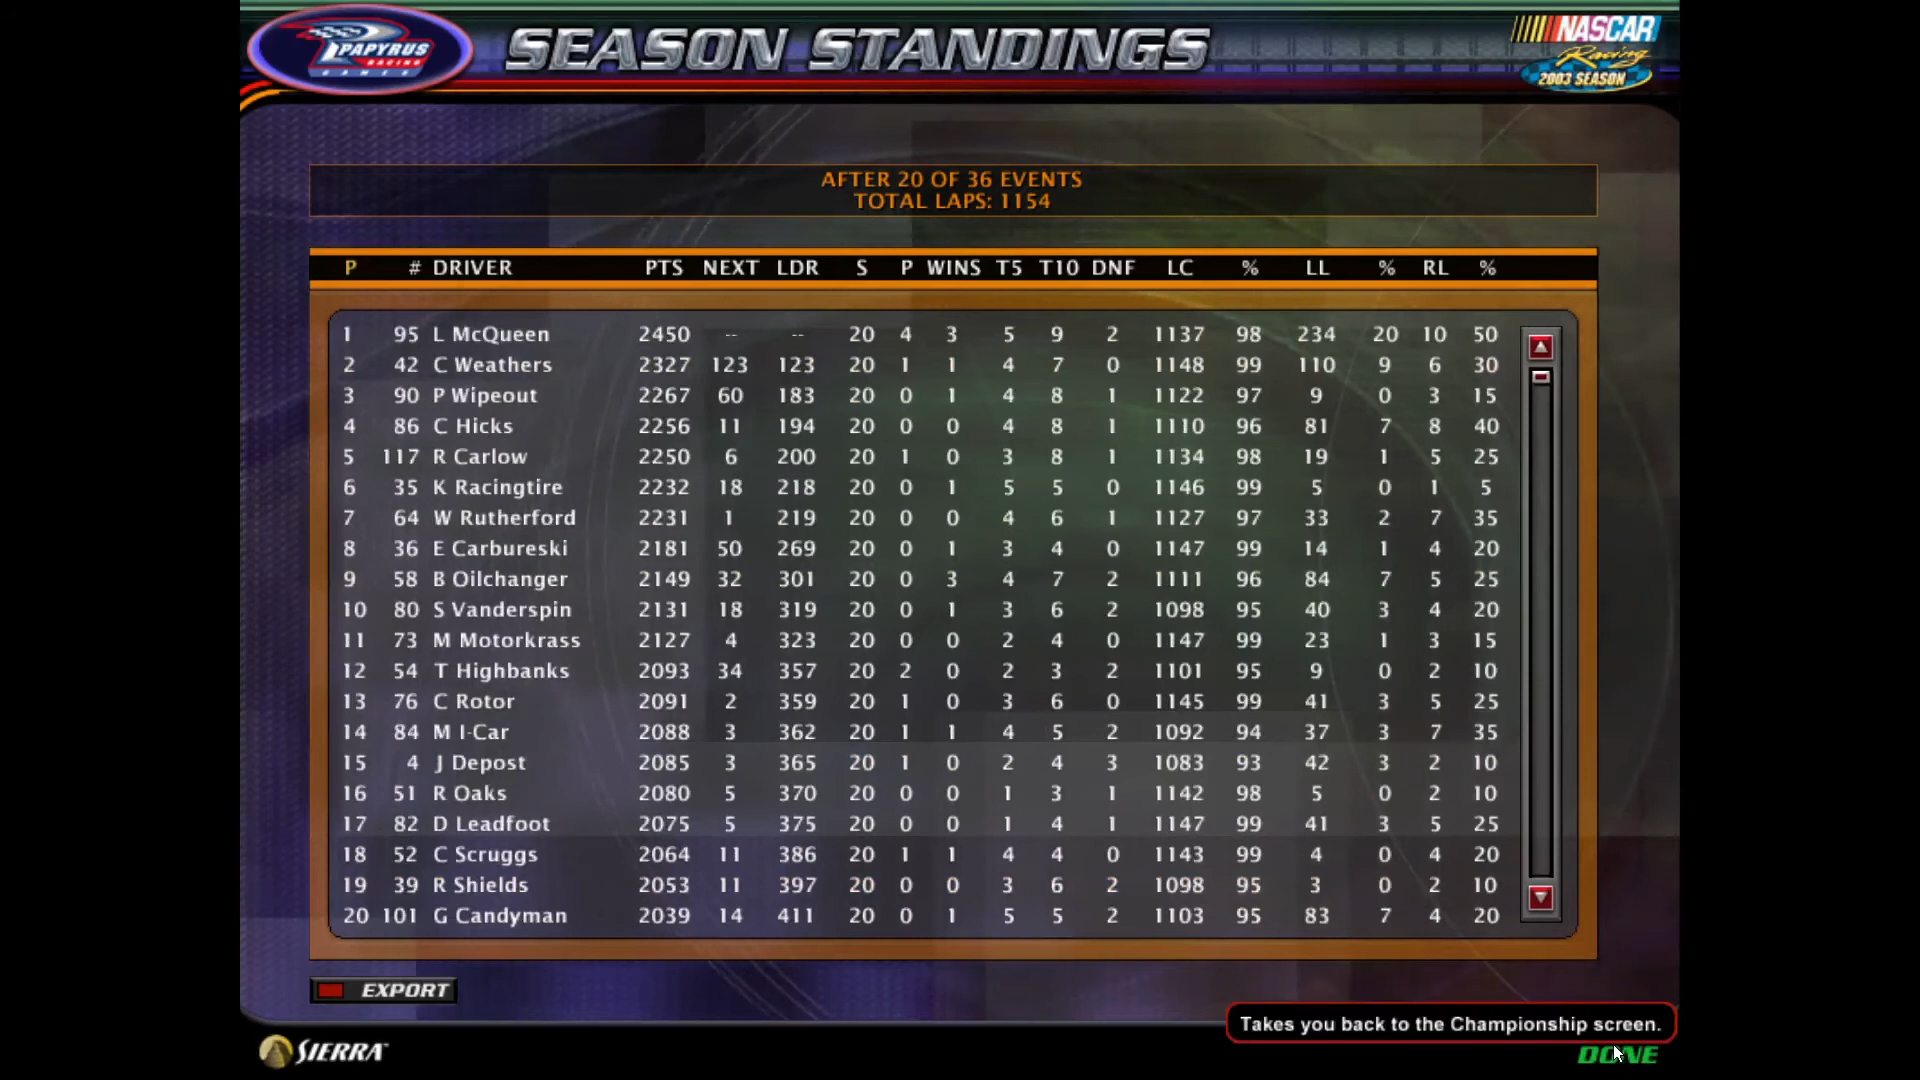 PAPYRUS
RACING
GAMES
SEASON STANDINGS
NASCAR
Racing
2003 SEASON
AFTER 20 OF 36 EVENTS
TOTAL LAPS: 1154
P # DRIVER PTS NEXT LDR S P WINS T5 T10 DNF LC % LL % RL %
1 95 L McQueen 2450 -- -- 20 4 3 5 9 2 1137 98 234 20 10 50
2 42 C Weathers 2327 123 123 20 1 1 4 7 0 1148 99 110 9 6 30
3 90 P Wipeout 2267 60 183 20 0 1 4 8 1 1122 97 9 0 3 15
4 86 C Hicks 2256 11 194 20 0 0 4 8 1 1110 96 81 7 8 40
5 117 R Carlow 2250 6 200 20 1 0 3 8 1 1134 98 19 1 5 25
6 35 K Racingtire 2232 18 218 20 0 1 5 5 0 1146 99 5 0 1 5
7 64 W Rutherford 2231 1 219 20 0 0 4 6 1 1127 97 33 2 7 35
8 36 E Carbureski 2181 50 269 20 0 1 3 4 0 1147 99 14 1 4 20
9 58 B Oilchanger 2149 32 301 20 0 3 4 7 2 1111 96 84 7 5 25
10 80 S Vanderspin 2131 18 319 20 0 1 3 6 2 1098 95 40 3 4 20
11 73 M Motorkrass 2127 4 323 20 0 0 2 4 0 1147 99 23 1 3 15
12 54 T Highbanks 2093 34 357 20 2 0 2 3 2 1101 95 9 0 2 10
13 76 C Rotor 2091 2 359 20 1 0 3 6 0 1145 99 41 3 5 25
14 84 M I-Car 2088 3 362 20 1 1 4 5 2 1092 94 37 3 7 35
15 4 J Depost 2085 3 365 20 1 0 2 4 3 1083 93 42 3 2 10
16 51 R Oaks 2080 5 370 20 0 0 1 3 1 1142 98 5 0 2 10
17 82 D Leadfoot 2075 5 375 20 0 0 1 4 1 1147 99 41 3 5 25
18 52 C Scruggs 2064 11 386 20 1 1 4 4 0 1143 99 4 0 4 20
19 39 R Shields 2053 11 397 20 0 0 3 6 2 1098 95 3 0 2 10
20 101 G Candyman 2039 14 411 20 0 1 5 5 2 1103 95 83 7 4 20
EXPORT
Takes you back to the Championship screen.
SIERRA
DONE